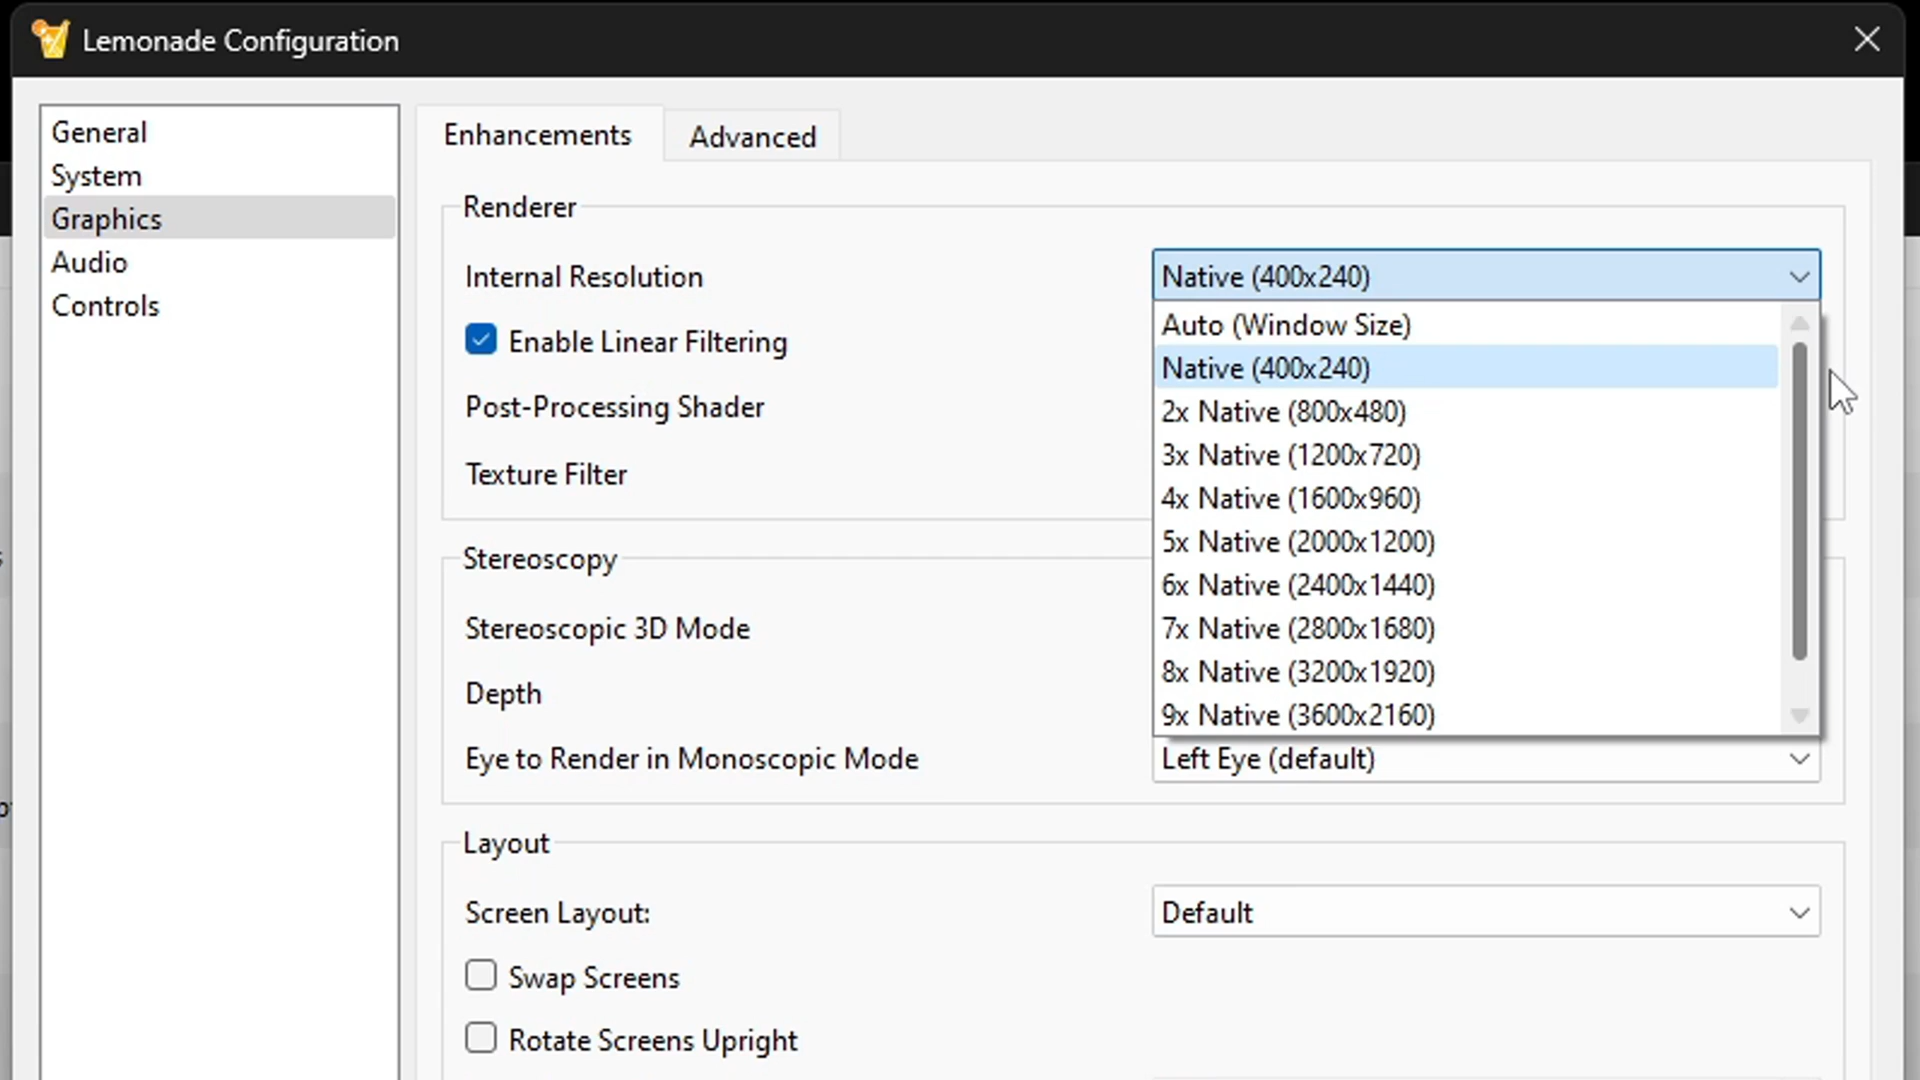 Lemonade Configuration
General
System
Graphics
Audio
Controls
Enhancements
Advanced
Renderer
Internal Resolution
Native (400x240)
Auto (Window Size)
Native (400x240)
2x Native (800x480)
3x Native (1200x720)
4x Native (1600x960)
5x Native (2000x1200)
6x Native (2400x1440)
7x Native (2800x1680)
8x Native (3200x1920)
9x Native (3600x2160)
Enable Linear Filtering
Post-Processing Shader
Texture Filter
Stereoscopy
Stereoscopic 3D Mode
Depth
Eye to Render in Monoscopic Mode
Left Eye (default)
Layout
Screen Layout:
Default
Swap Screens
Rotate Screens Upright